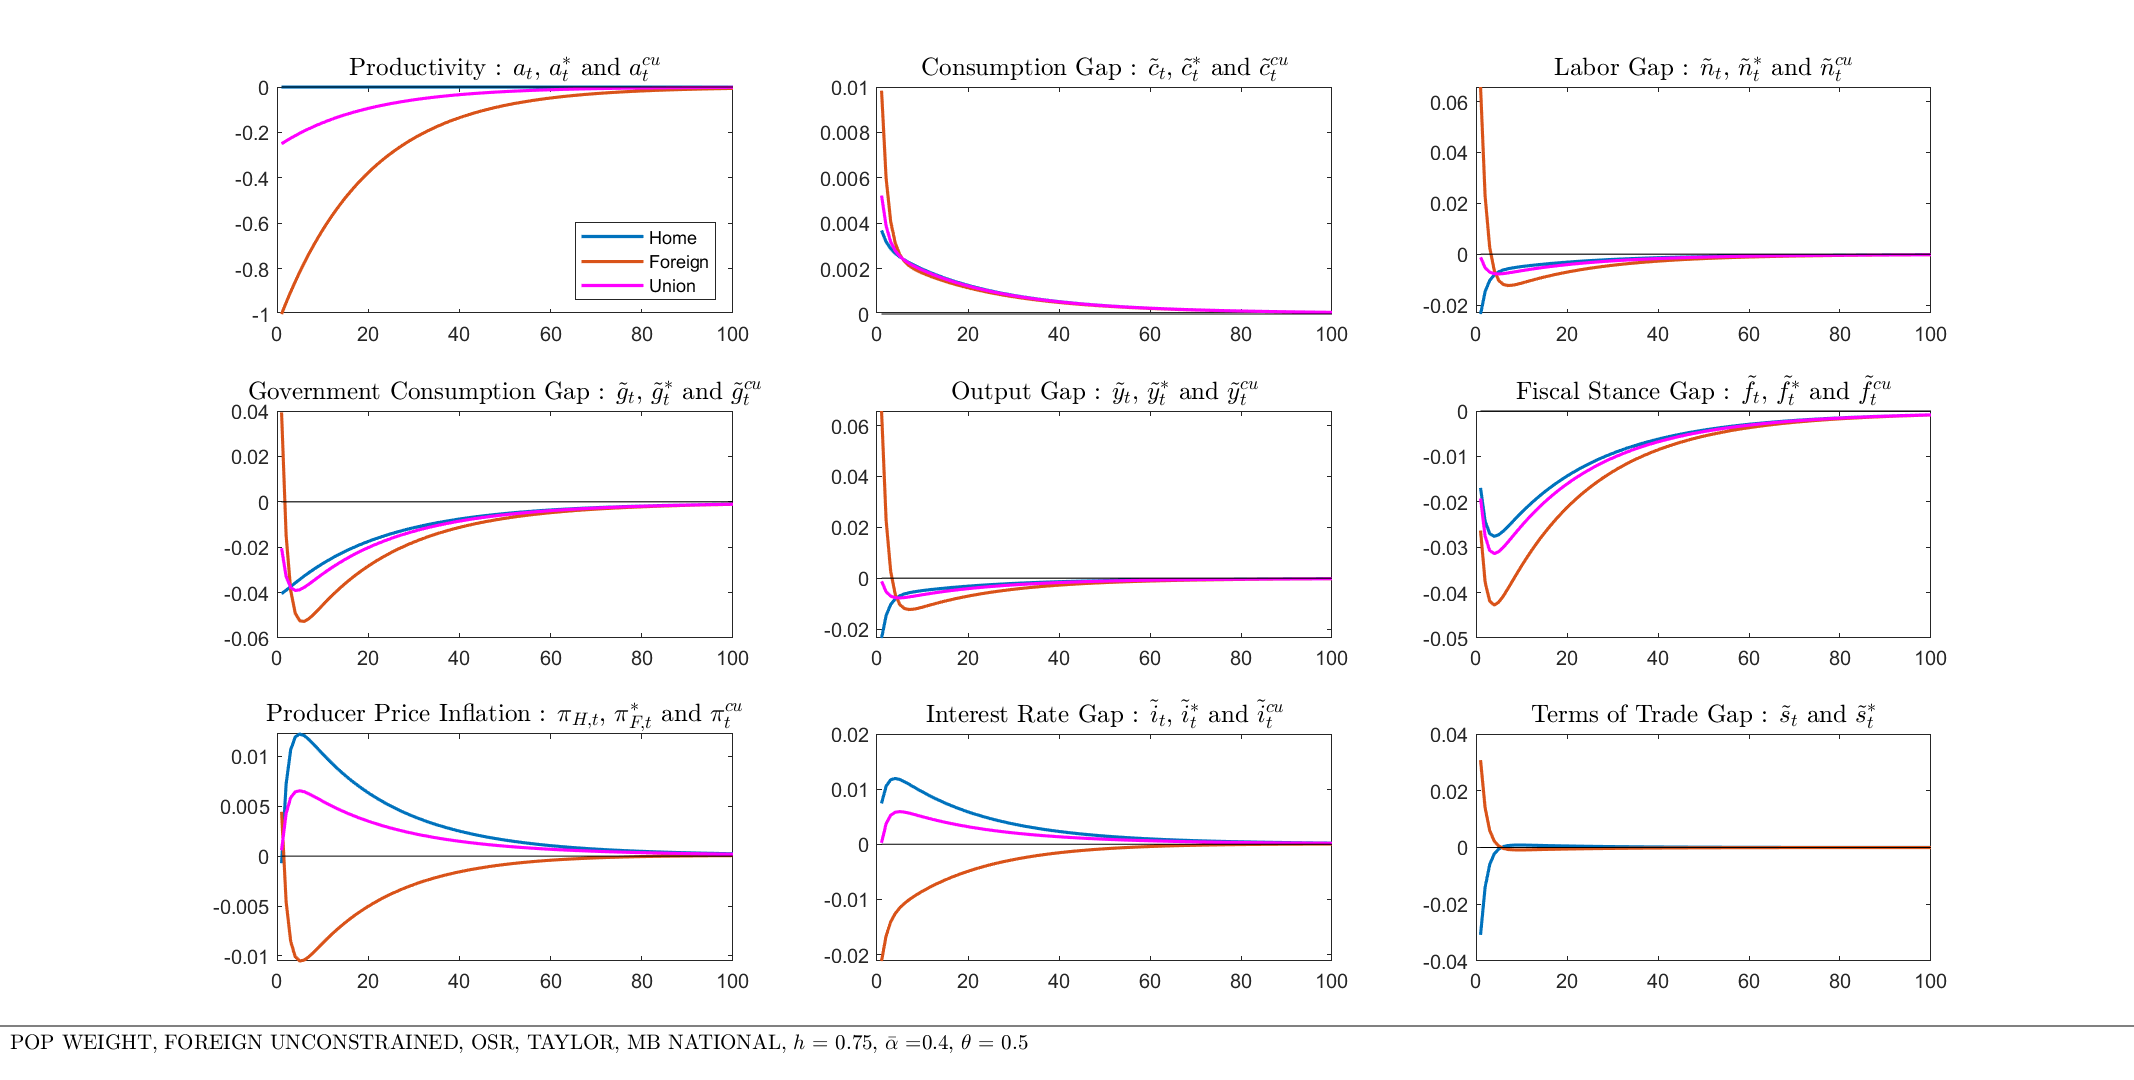 Productivity : a_t, a_t^* and a_t^{cu}
0
-0.2
-0.4
-0.6
-0.8
-1
0 20 40 60 80 100
Home
Foreign
Union
Consumption Gap : c̃_t, c̃_t^* and c̃_t^{cu}
0.01
0.008
0.006
0.004
0.002
0
0 20 40 60 80 100
Labor Gap : ñ_t, ñ_t^* and ñ_t^{cu}
0.06
0.04
0.02
0
-0.02
0 20 40 60 80 100
Government Consumption Gap : g̃_t, g̃_t^* and g̃_t^{cu}
0.04
0.02
0
-0.02
-0.04
-0.06
0 20 40 60 80 100
Output Gap : ỹ_t, ỹ_t^* and ỹ_t^{cu}
0.06
0.04
0.02
0
-0.02
0 20 40 60 80 100
Fiscal Stance Gap : f̃_t, f̃_t^* and f̃_t^{cu}
0
-0.01
-0.02
-0.03
-0.04
-0.05
0 20 40 60 80 100
Producer Price Inflation : π_{H,t}, π_{F,t}^* and π_t^{cu}
0.01
0.005
0
-0.005
-0.01
0 20 40 60 80 100
Interest Rate Gap : ĩ_t, ĩ_t^* and ĩ_t^{cu}
0.02
0.01
0
-0.01
-0.02
0 20 40 60 80 100
Terms of Trade Gap : s̃_t and s̃_t^*
0.04
0.02
0
-0.02
-0.04
0 20 40 60 80 100
POP WEIGHT, FOREIGN UNCONSTRAINED, OSR, TAYLOR, MB NATIONAL, h = 0.75, ᾱ =0.4, θ = 0.5